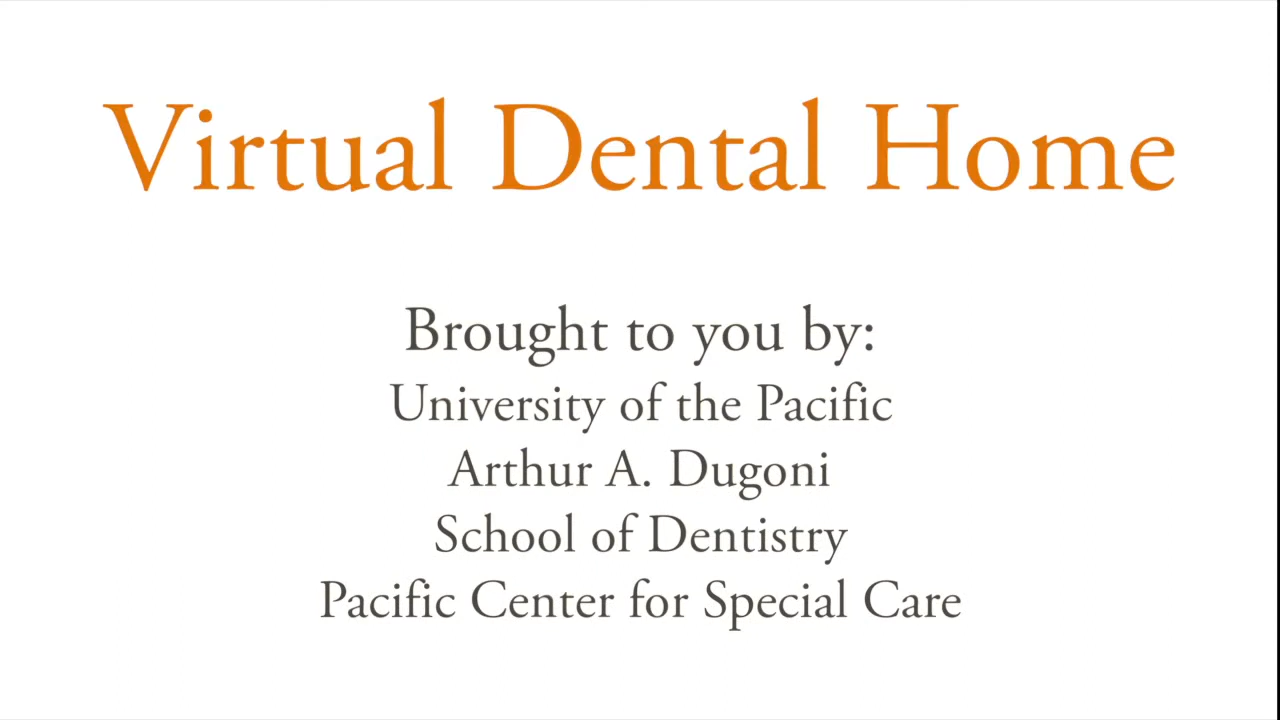 Virtual Dental Home
Brought to you by:
University of the Pacific
Arthur A. Dugoni
School of Dentistry
Pacific Center for Special Care